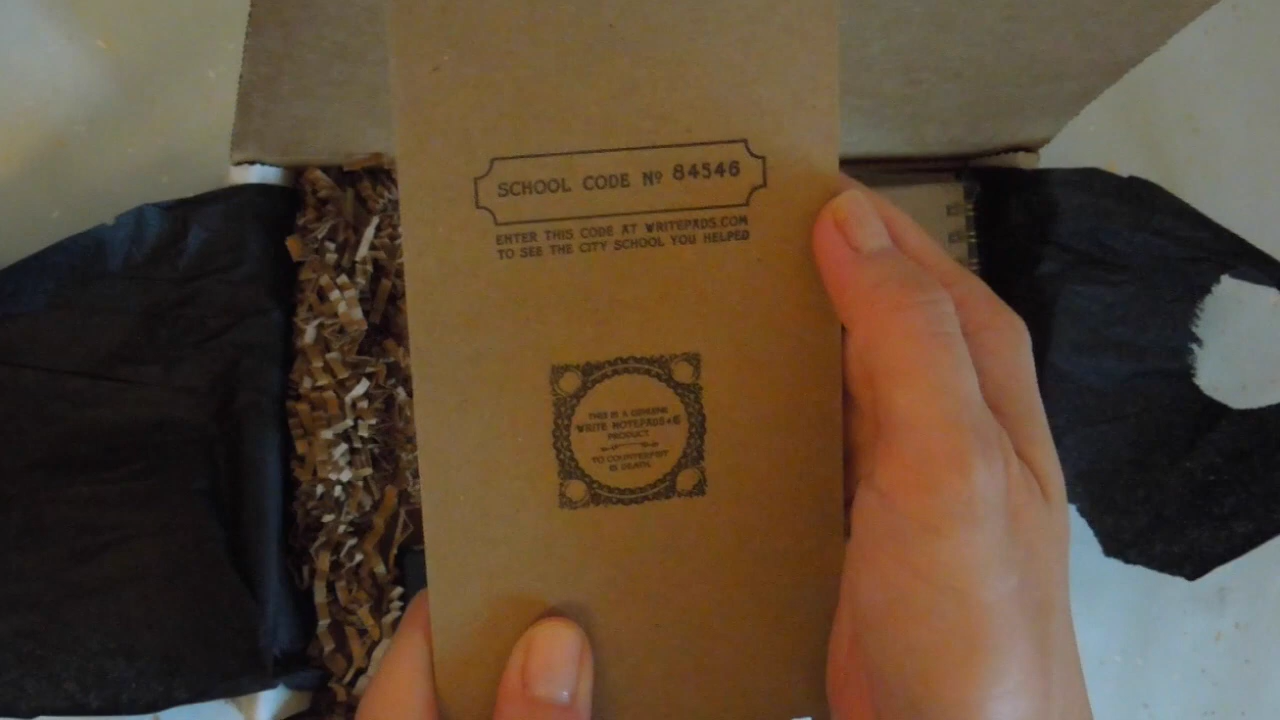 SCHOOL CODE Nº 84546
ENTER THIS CODE AT WRITEPADS.COM
TO SEE THE CITY SCHOOL YOU HELPED
THIS IS A GENUINE
WRITE NOTEPADS & Cº
PRODUCT
TO COUNTERFEIT
IS DEATH.